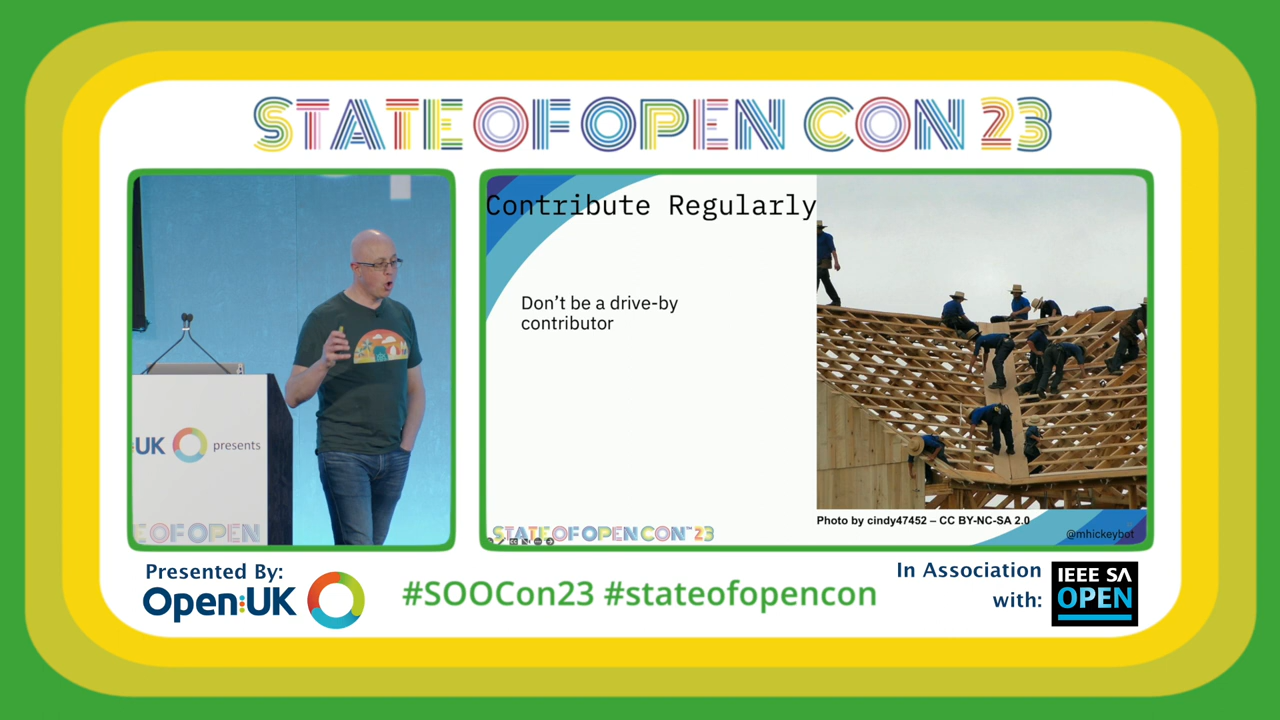 STATE OF OPEN CON 23
:UK presents
E OF OPEN
Contribute Regularly
Don't be a drive-by
contributor
Photo by cindy47452 – CC BY-NC-SA 2.0
STATE OF OPEN CON™ 23
@mhickeybot
Presented By:
Open:UK
#SOOCon23 #stateofopencon
In Association
with:
IEEE SA
OPEN